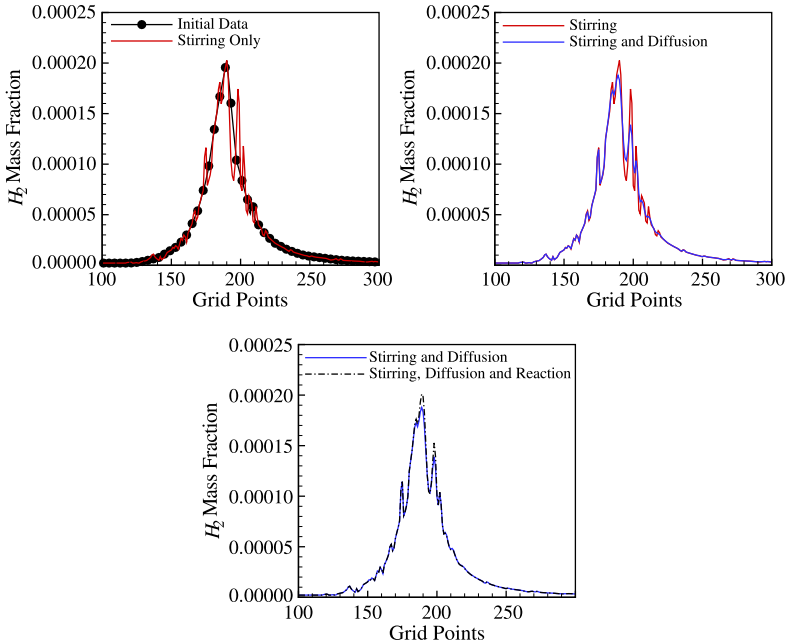 0.00025
0.00020
0.00015
0.00010
0.00005
0.00000
H2 Mass Fraction
Initial Data
Stirring Only
100 150 200 250 300
Grid Points
0.00025
0.00020
0.00015
0.00010
0.00005
0.00000
H2 Mass Fraction
Stirring
Stirring and Diffusion
100 150 200 250 300
Grid Points
0.00025
0.00020
0.00015
0.00010
0.00005
0.00000
H2 Mass Fraction
Stirring and Diffusion
Stirring, Diffusion and Reaction
100 150 200 250
Grid Points